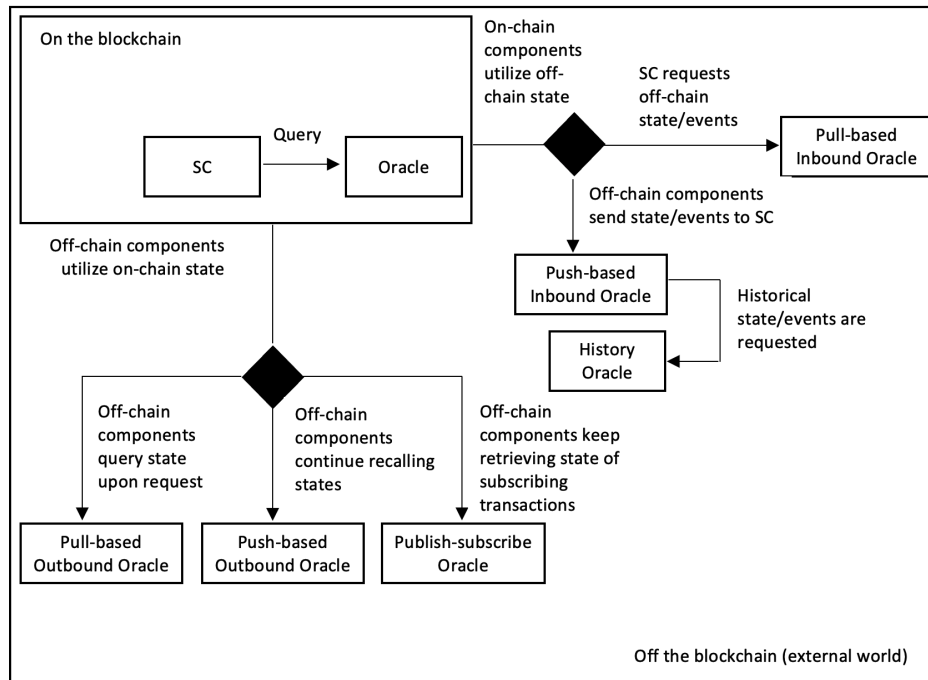 On the blockchain
SC
Query
Oracle
On-chain
components
utilize off-
chain state
SC requests
off-chain
state/events
Pull-based
Inbound Oracle
Off-chain components
send state/events to SC
Push-based
Inbound Oracle
Historical
state/events are
requested
History
Oracle
Off-chain components
utilize on-chain state
Off-chain
components
query state
upon request
Off-chain
components
continue recalling
states
Off-chain
components keep
retrieving state of
subscribing
transactions
Pull-based
Outbound Oracle
Push-based
Outbound Oracle
Publish-subscribe
Oracle
Off the blockchain (external world)